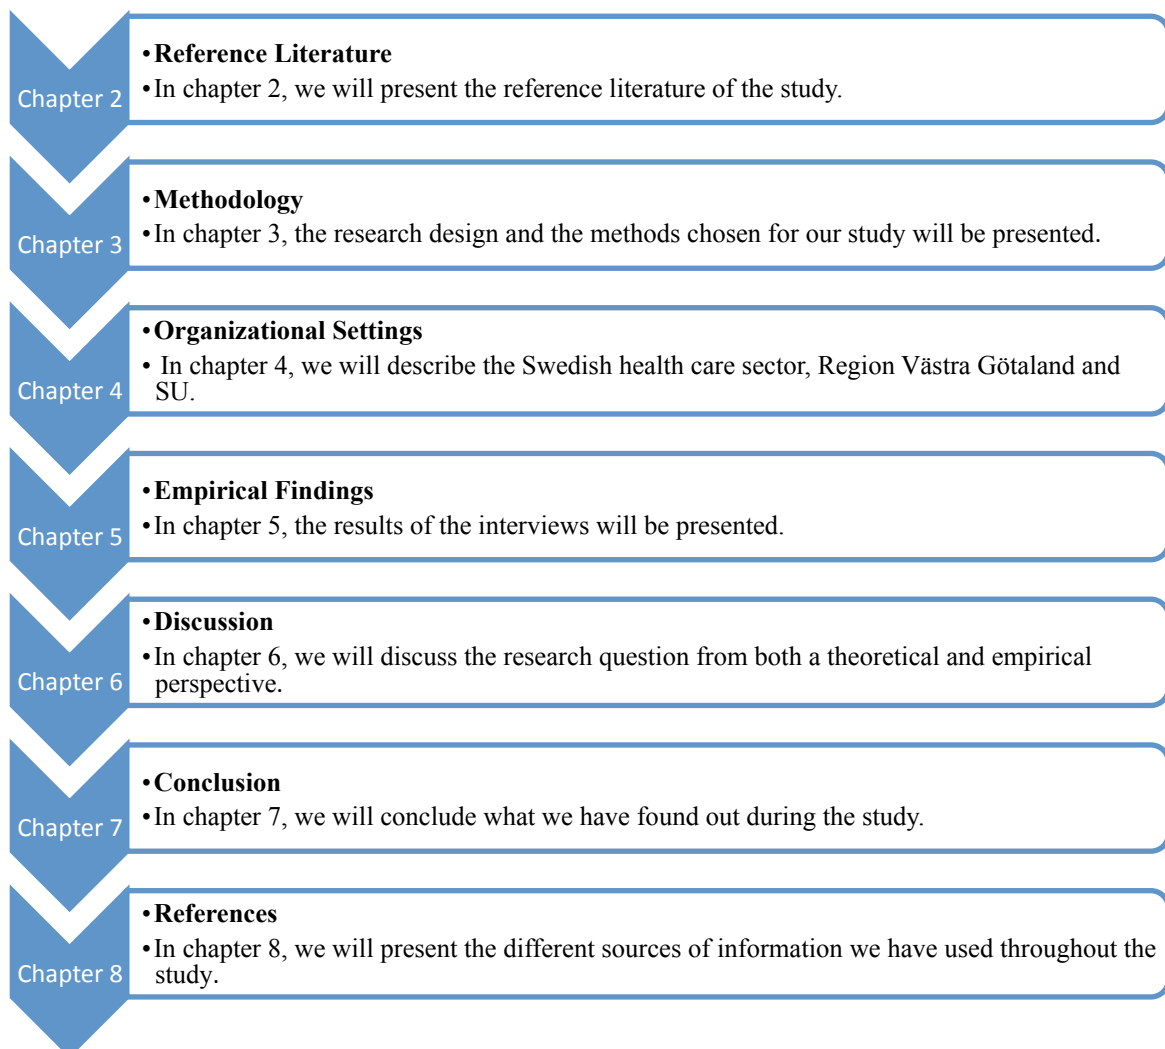 Chapter 2
•Reference Literature
•In chapter 2, we will present the reference literature of the study.
Chapter 3
•Methodology
•In chapter 3, the research design and the methods chosen for our study will be presented.
Chapter 4
•Organizational Settings
• In chapter 4, we will describe the Swedish health care sector, Region Västra Götaland and
SU.
Chapter 5
•Empirical Findings
•In chapter 5, the results of the interviews will be presented.
Chapter 6
•Discussion
•In chapter 6, we will discuss the research question from both a theoretical and empirical
perspective.
Chapter 7
•Conclusion
•In chapter 7, we will conclude what we have found out during the study.
Chapter 8
•References
•In chapter 8, we will present the different sources of information we have used throughout the
study.